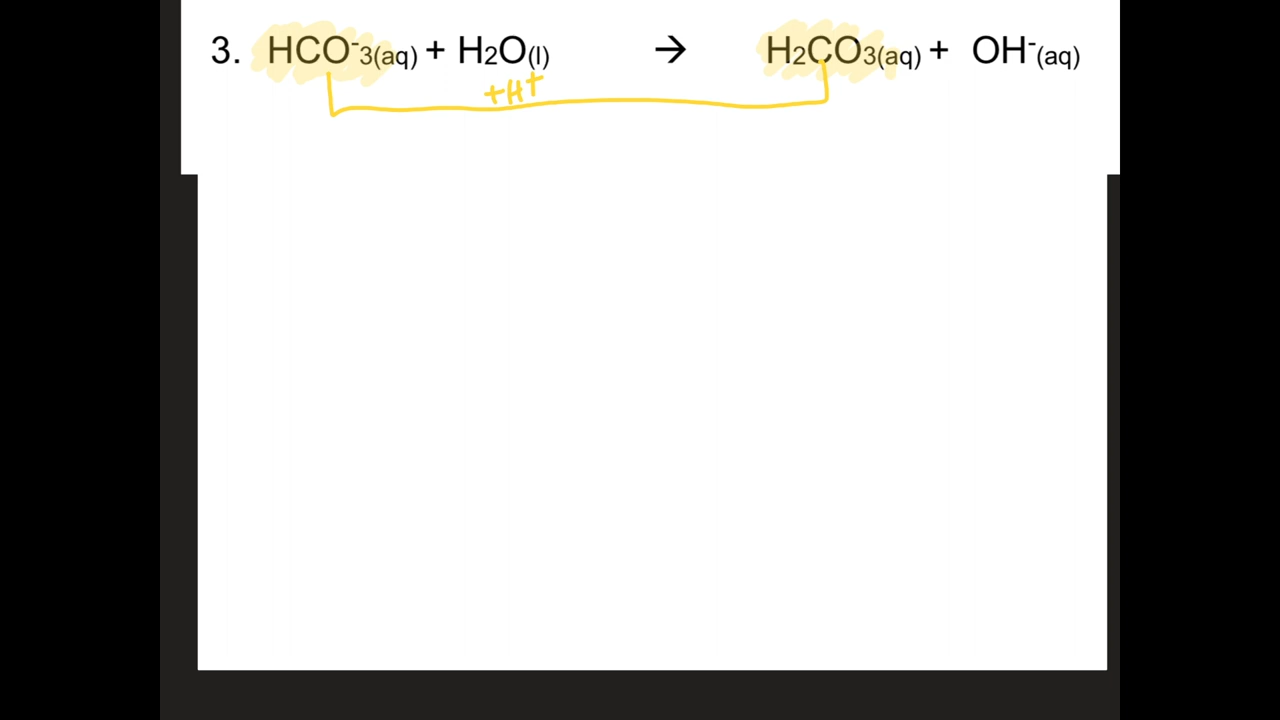 3. HCO⁻3(aq) + H2O(l) → H2CO3(aq) + OH⁻(aq)
+H⁺